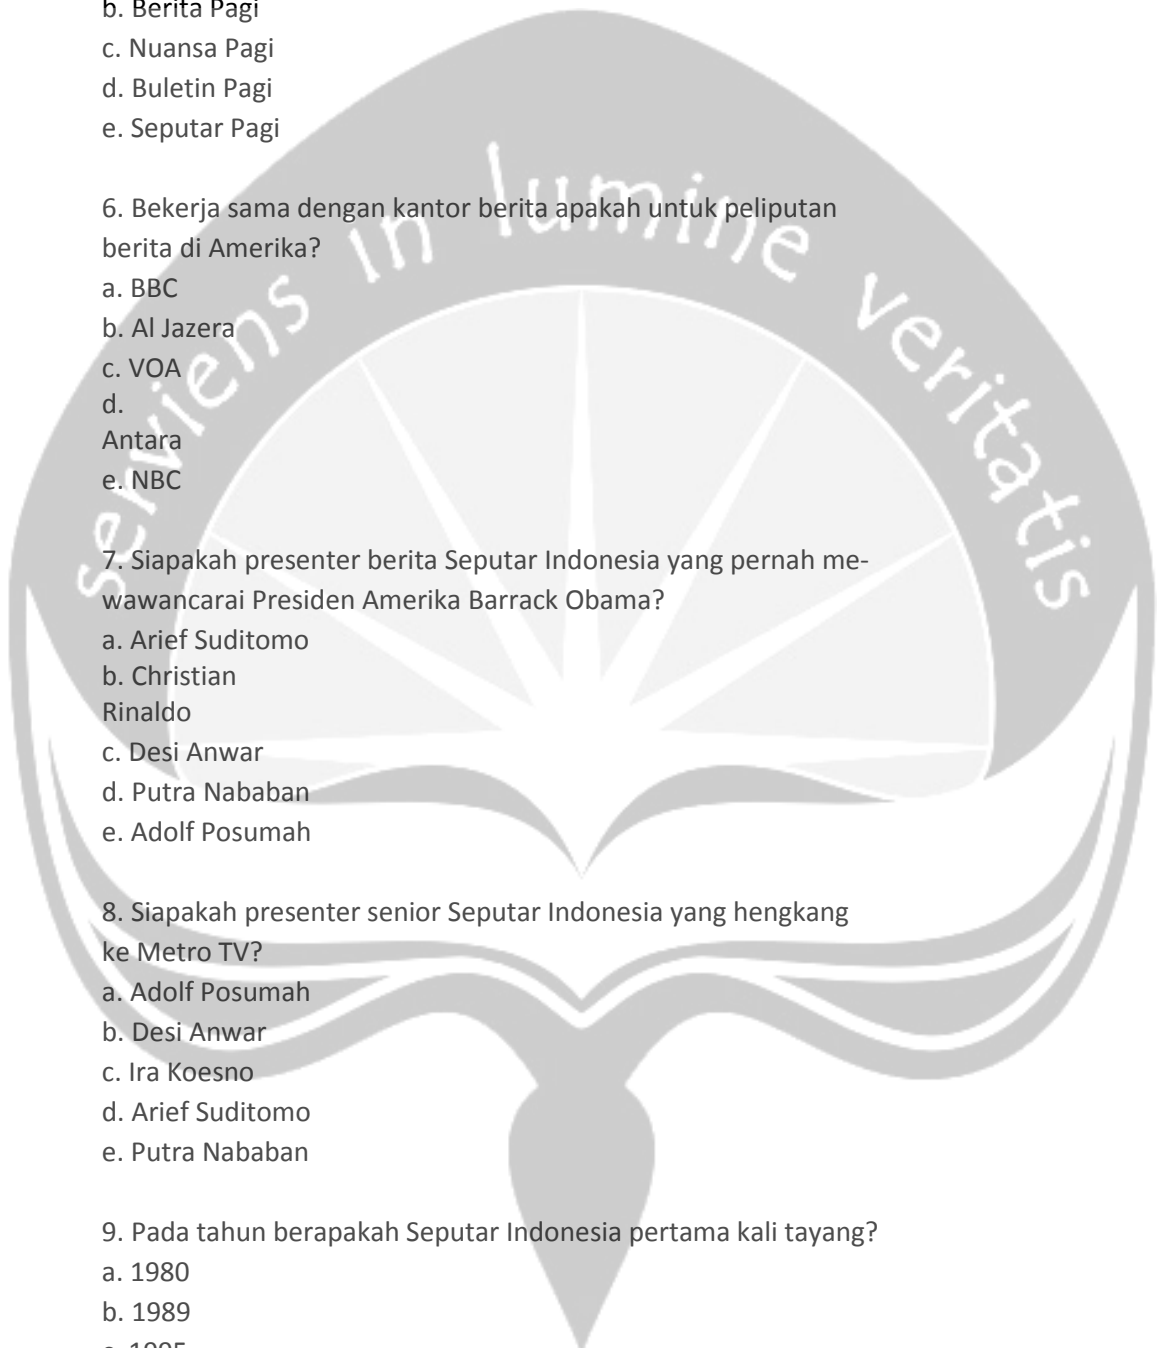 b. Berita Pagi
c. Nuansa Pagi
d. Buletin Pagi
e. Seputar Pagi
serviens in lumine veritatis
6. Bekerja sama dengan kantor berita apakah untuk peliputan
berita di Amerika?
a. BBC
b. Al Jazera
c. VOA
d.
Antara
e. NBC
7. Siapakah presenter berita Seputar Indonesia yang pernah me-
wawancarai Presiden Amerika Barrack Obama?
a. Arief Suditomo
b. Christian
Rinaldo
c. Desi Anwar
d. Putra Nababan
e. Adolf Posumah
8. Siapakah presenter senior Seputar Indonesia yang hengkang
ke Metro TV?
a. Adolf Posumah
b. Desi Anwar
c. Ira Koesno
d. Arief Suditomo
e. Putra Nababan
9. Pada tahun berapakah Seputar Indonesia pertama kali tayang?
a. 1980
b. 1989